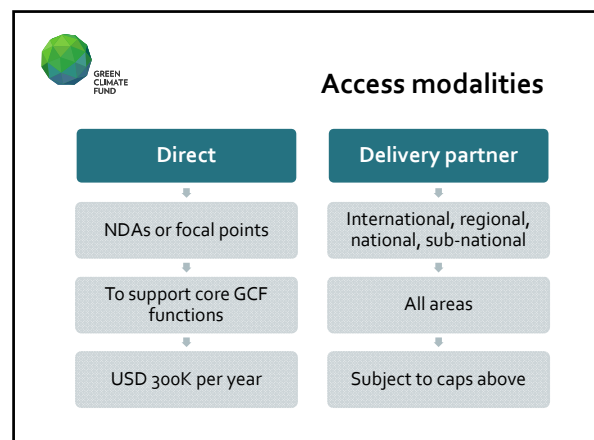 GREEN
CLIMATE
FUND
Access modalities
Direct
NDAs or focal points
To support core GCF
functions
USD 300K per year
Delivery partner
International, regional,
national, sub-national
All areas
Subject to caps above